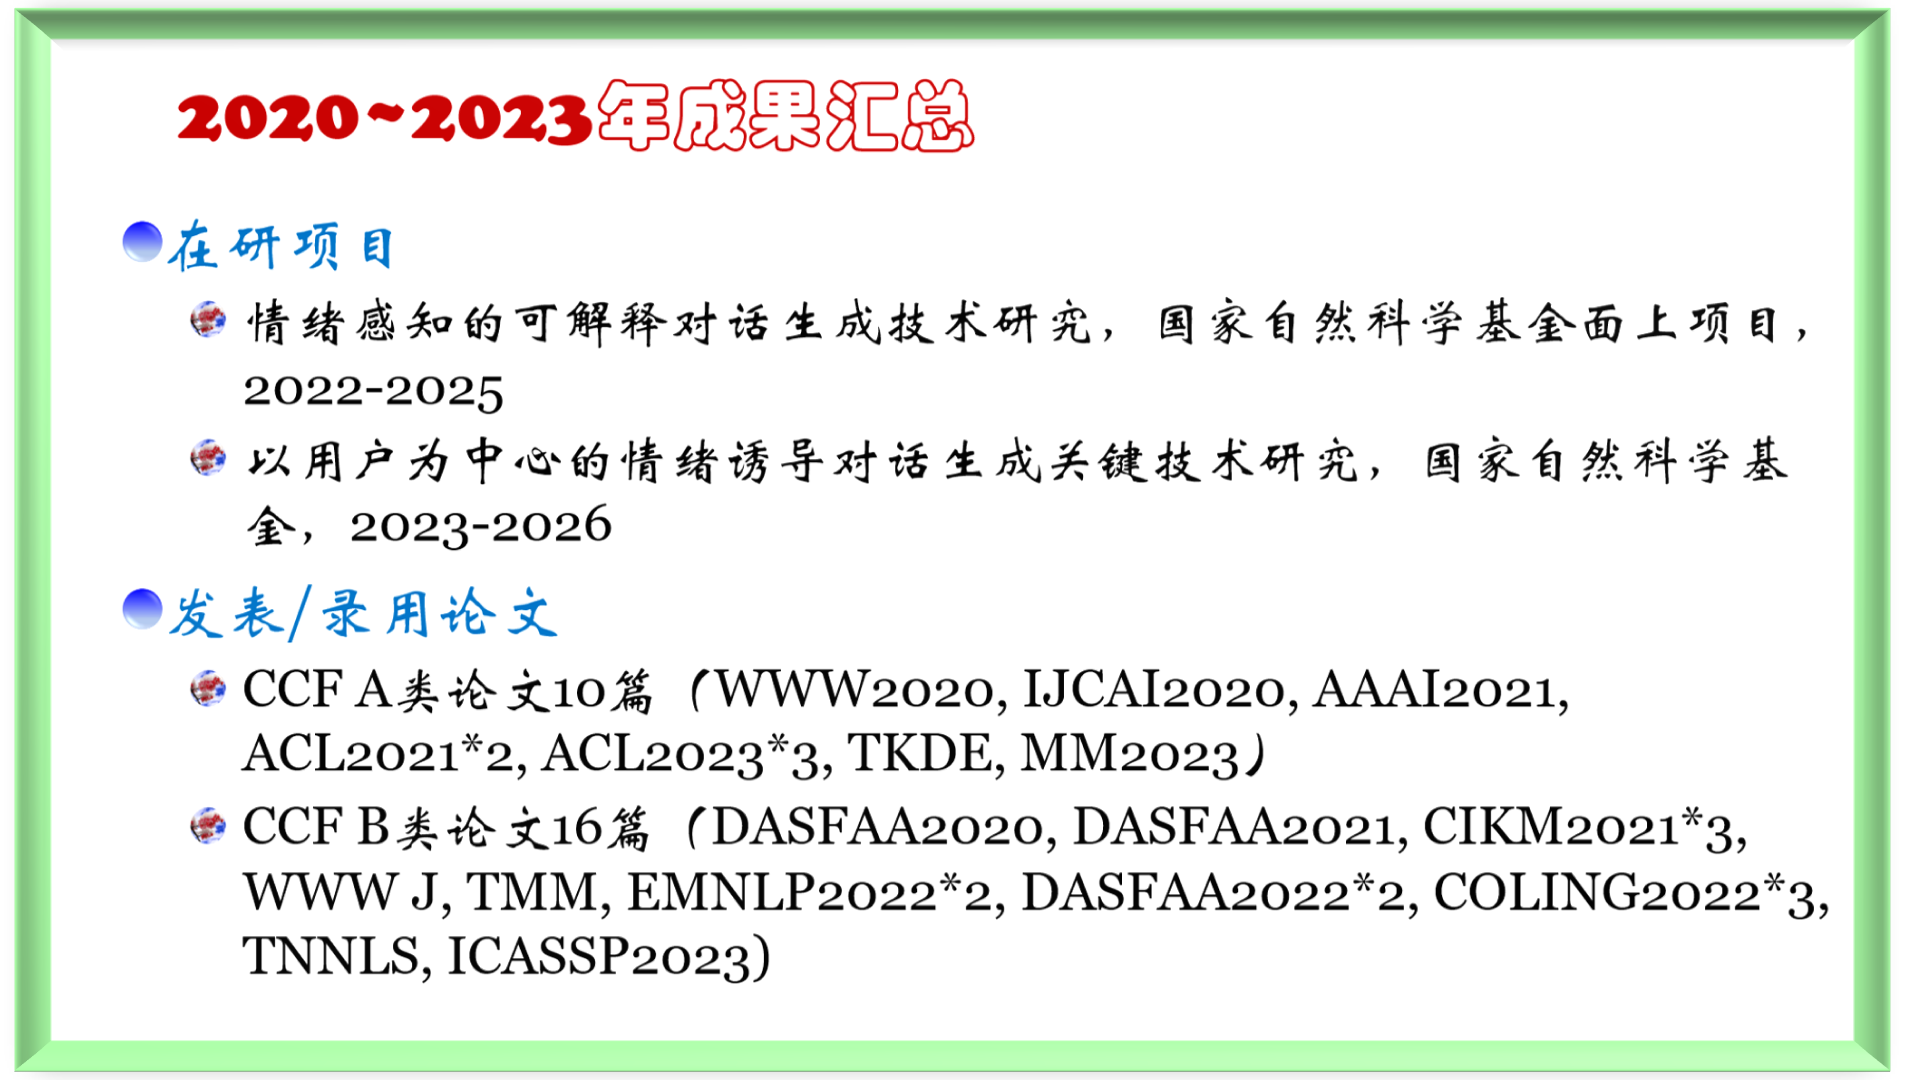 2020~2023年成果汇总
在研项目
情绪感知的可解释对话生成技术研究，国家自然科学基金面上项目，
2022-2025
以用户为中心的情绪诱导对话生成关键技术研究，国家自然科学基
金，2023-2026
发表/录用论文
CCF A类论文10篇（WWW2020, IJCAI2020, AAAI2021,
ACL2021*2, ACL2023*3, TKDE, MM2023）
CCF B类论文16篇（DASFAA2020, DASFAA2021, CIKM2021*3,
WWW J, TMM, EMNLP2022*2, DASFAA2022*2, COLING2022*3,
TNNLS, ICASSP2023)